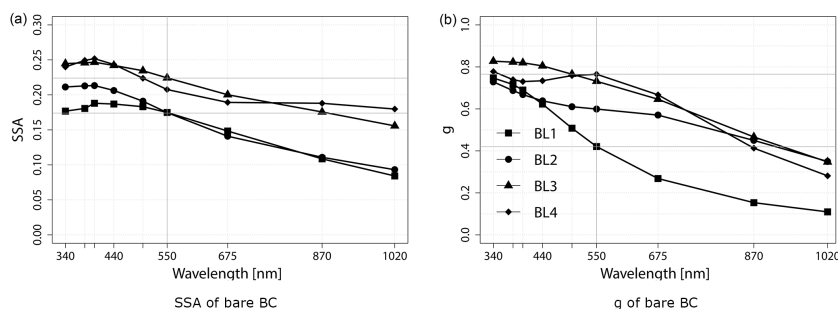 (a)
0.30
0.25
0.20
0.15
0.10
0.05
0.00
SSA
340
440
550
675
870
1020
Wavelength [nm]
SSA of bare BC
(b)
1.0
0.8
0.6
0.4
0.2
0.0
g
BL1
BL2
BL3
BL4
340
440
550
675
870
1020
Wavelength [nm]
g of bare BC